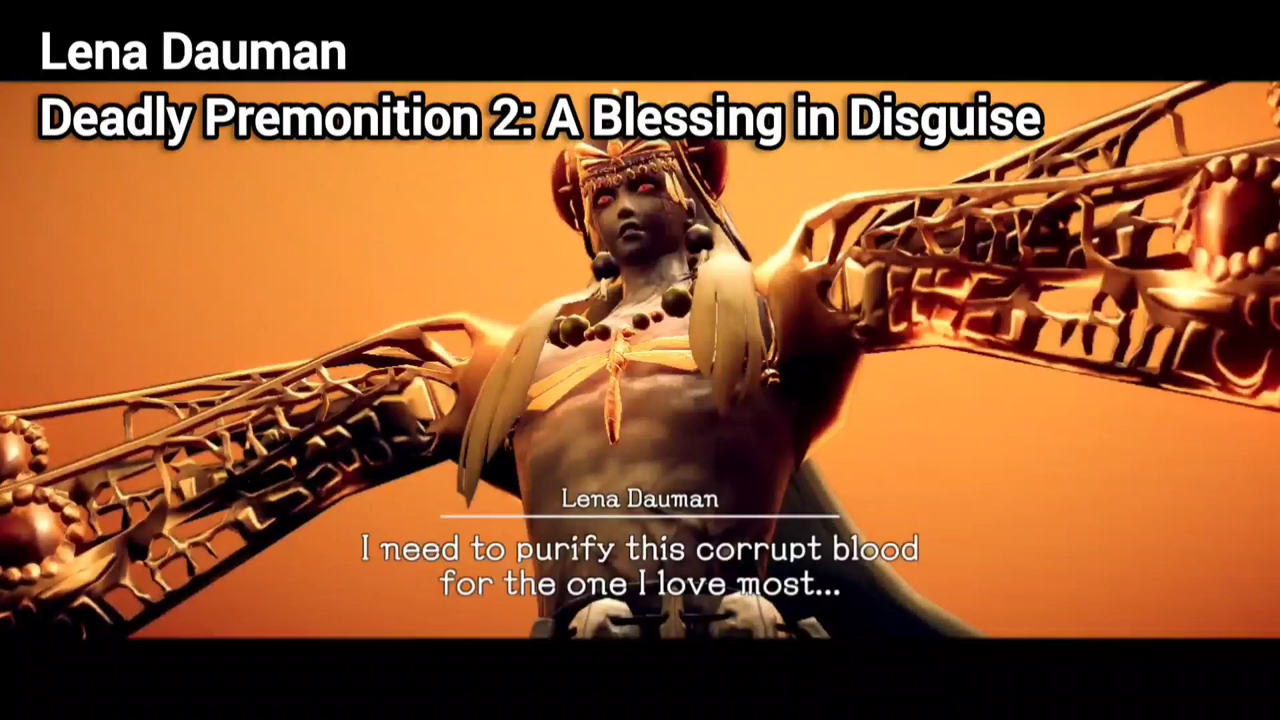 Lena Dauman
Deadly Premonition 2: A Blessing in Disguise
Lena Dauman
I need to purify this corrupt blood
for the one I love most...